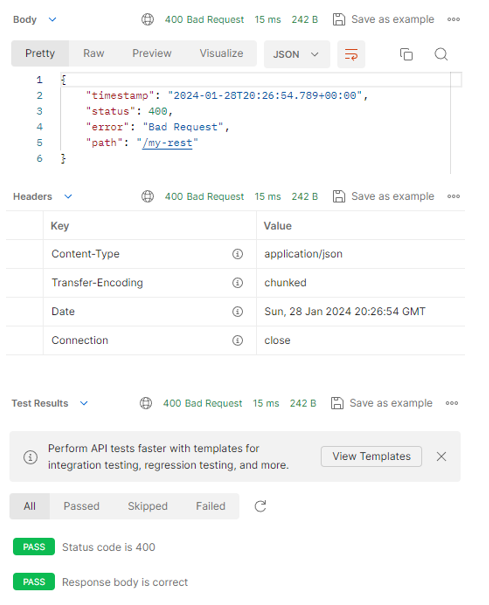 Body 400 Bad Request 15 ms 242 B Save as example
Pretty Raw Preview Visualize JSON
1 {
2 "timestamp": "2024-01-28T20:26:54.789+00:00",
3 "status": 400,
4 "error": "Bad Request",
5 "path": "/my-rest"
6 }
Headers 400 Bad Request 15 ms 242 B Save as example
Key Value
Content-Type application/json
Transfer-Encoding chunked
Date Sun, 28 Jan 2024 20:26:54 GMT
Connection close
Test Results 400 Bad Request 15 ms 242 B Save as example
Perform API tests faster with templates for
integration testing, regression testing, and more.
View Templates
All Passed Skipped Failed
PASS Status code is 400
PASS Response body is correct